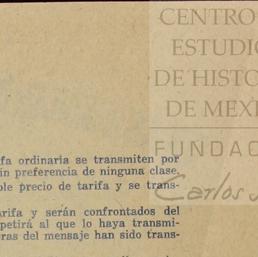 CENTRO
ESTUDIO
DE HISTO
DE MEX
FUNDAC
Carlos
fa ordinaria se transmiten por
ín preferencia de ninguna clase.
ble precio de tarifa y se trans-
arifa y serán confrontados del
petirá al que lo haya transmi-
ras del mensaje han sido trans-